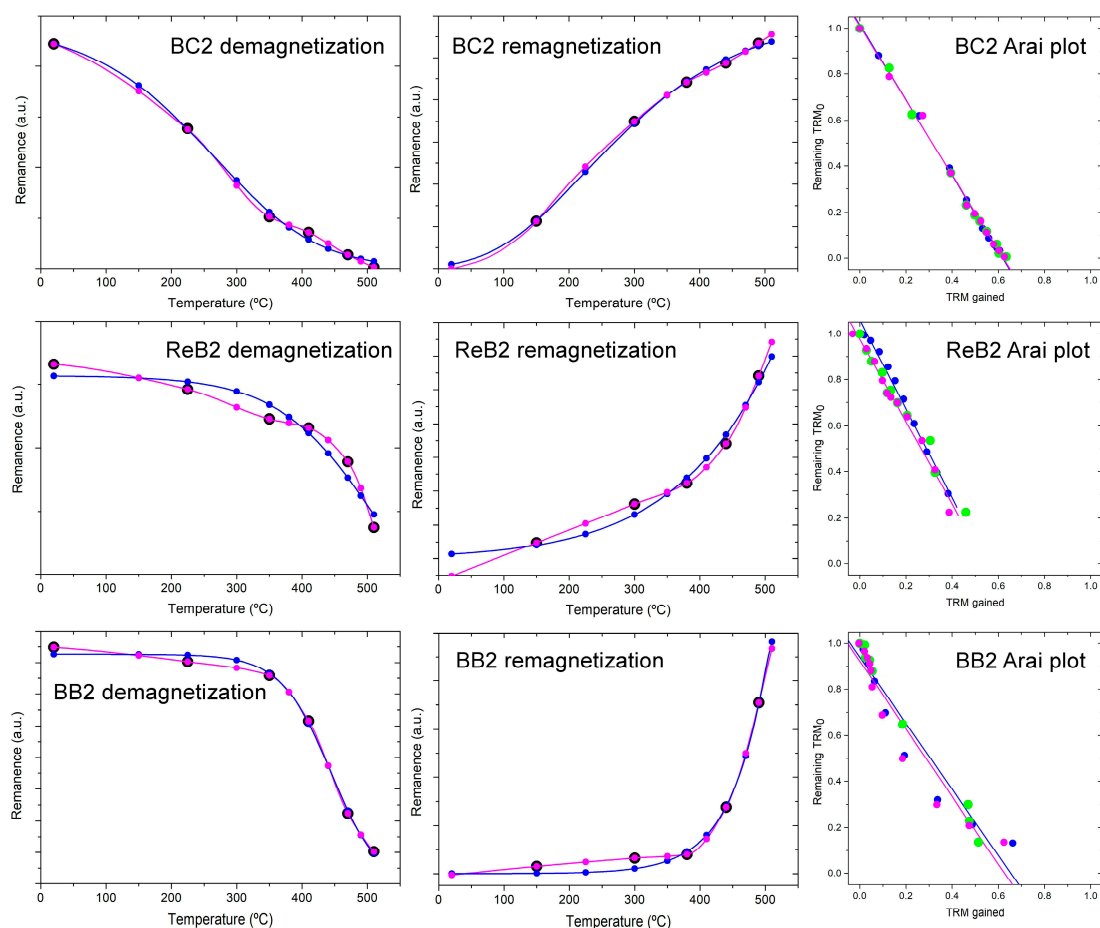 BC2 demagnetization
Remanence (a.u.)
0 100 200 300 400 500
Temperature (ºC)
BC2 remagnetization
Remanence (a.u.)
0 100 200 300 400 500
Temperature (ºC)
BC2 Arai plot
Remaining TRM0
1.0
0.8
0.6
0.4
0.2
0.0
0.0 0.2 0.4 0.6 0.8 1.0
TRM gained
ReB2 demagnetization
Remanence (a.u.)
0 100 200 300 400 500
Temperature (ºC)
ReB2 remagnetization
Remanence (a.u.)
0 100 200 300 400 500
Temperature (ºC)
ReB2 Arai plot
Remaining TRM0
1.0
0.8
0.6
0.4
0.2
0.0
0.0 0.2 0.4 0.6 0.8 1.0
TRM gained
BB2 demagnetization
Remanence (a.u.)
0 100 200 300 400 500
Temperature (ºC)
BB2 remagnetization
Remanence (a.u.)
0 100 200 300 400 500
Temperature (ºC)
BB2 Arai plot
Remaining TRM0
1.0
0.8
0.6
0.4
0.2
0.0
0.0 0.2 0.4 0.6 0.8 1.0
TRM gained